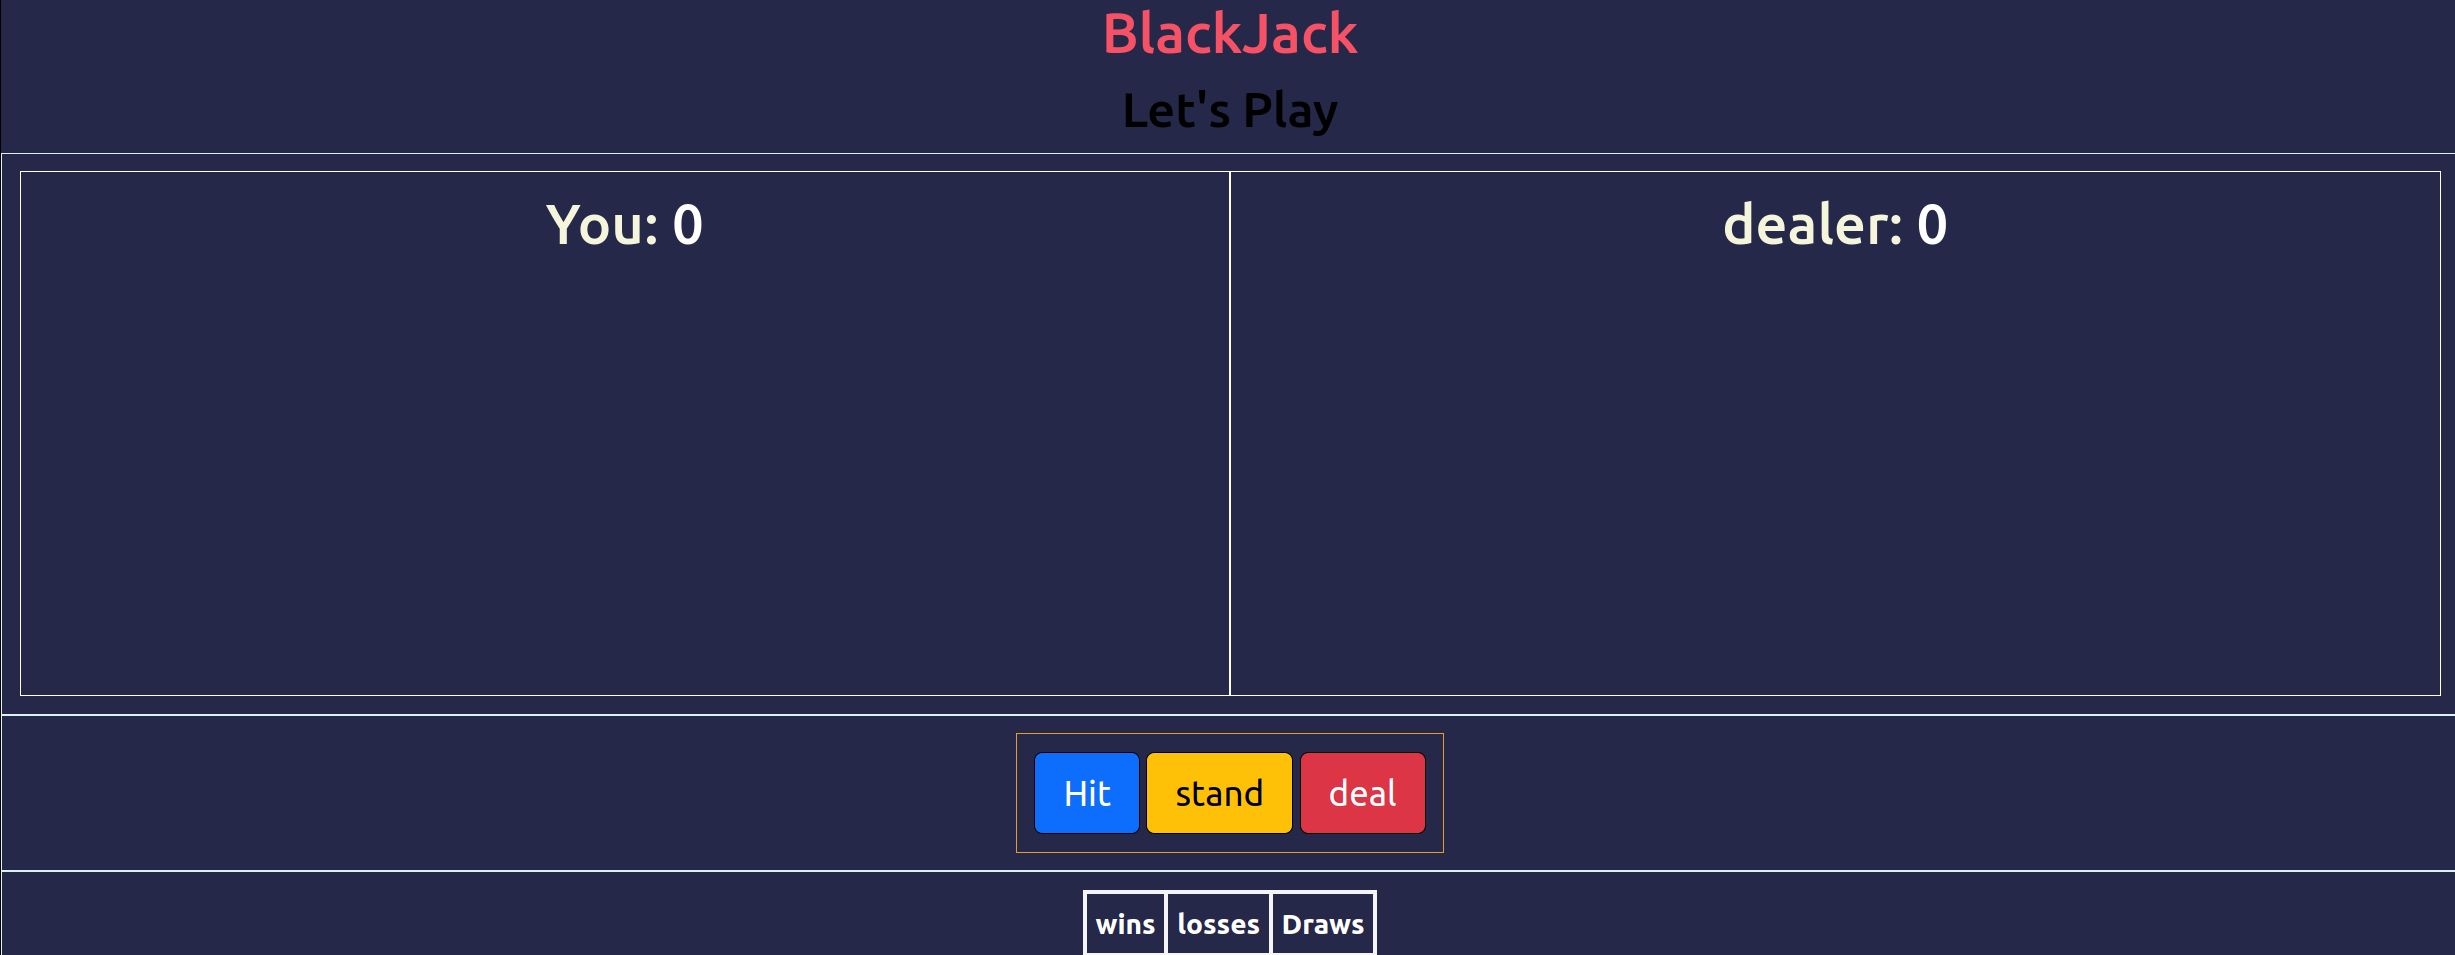 BlackJack
Let's Play
You: 0
dealer: 0
Hit stand deal
wins losses Draws